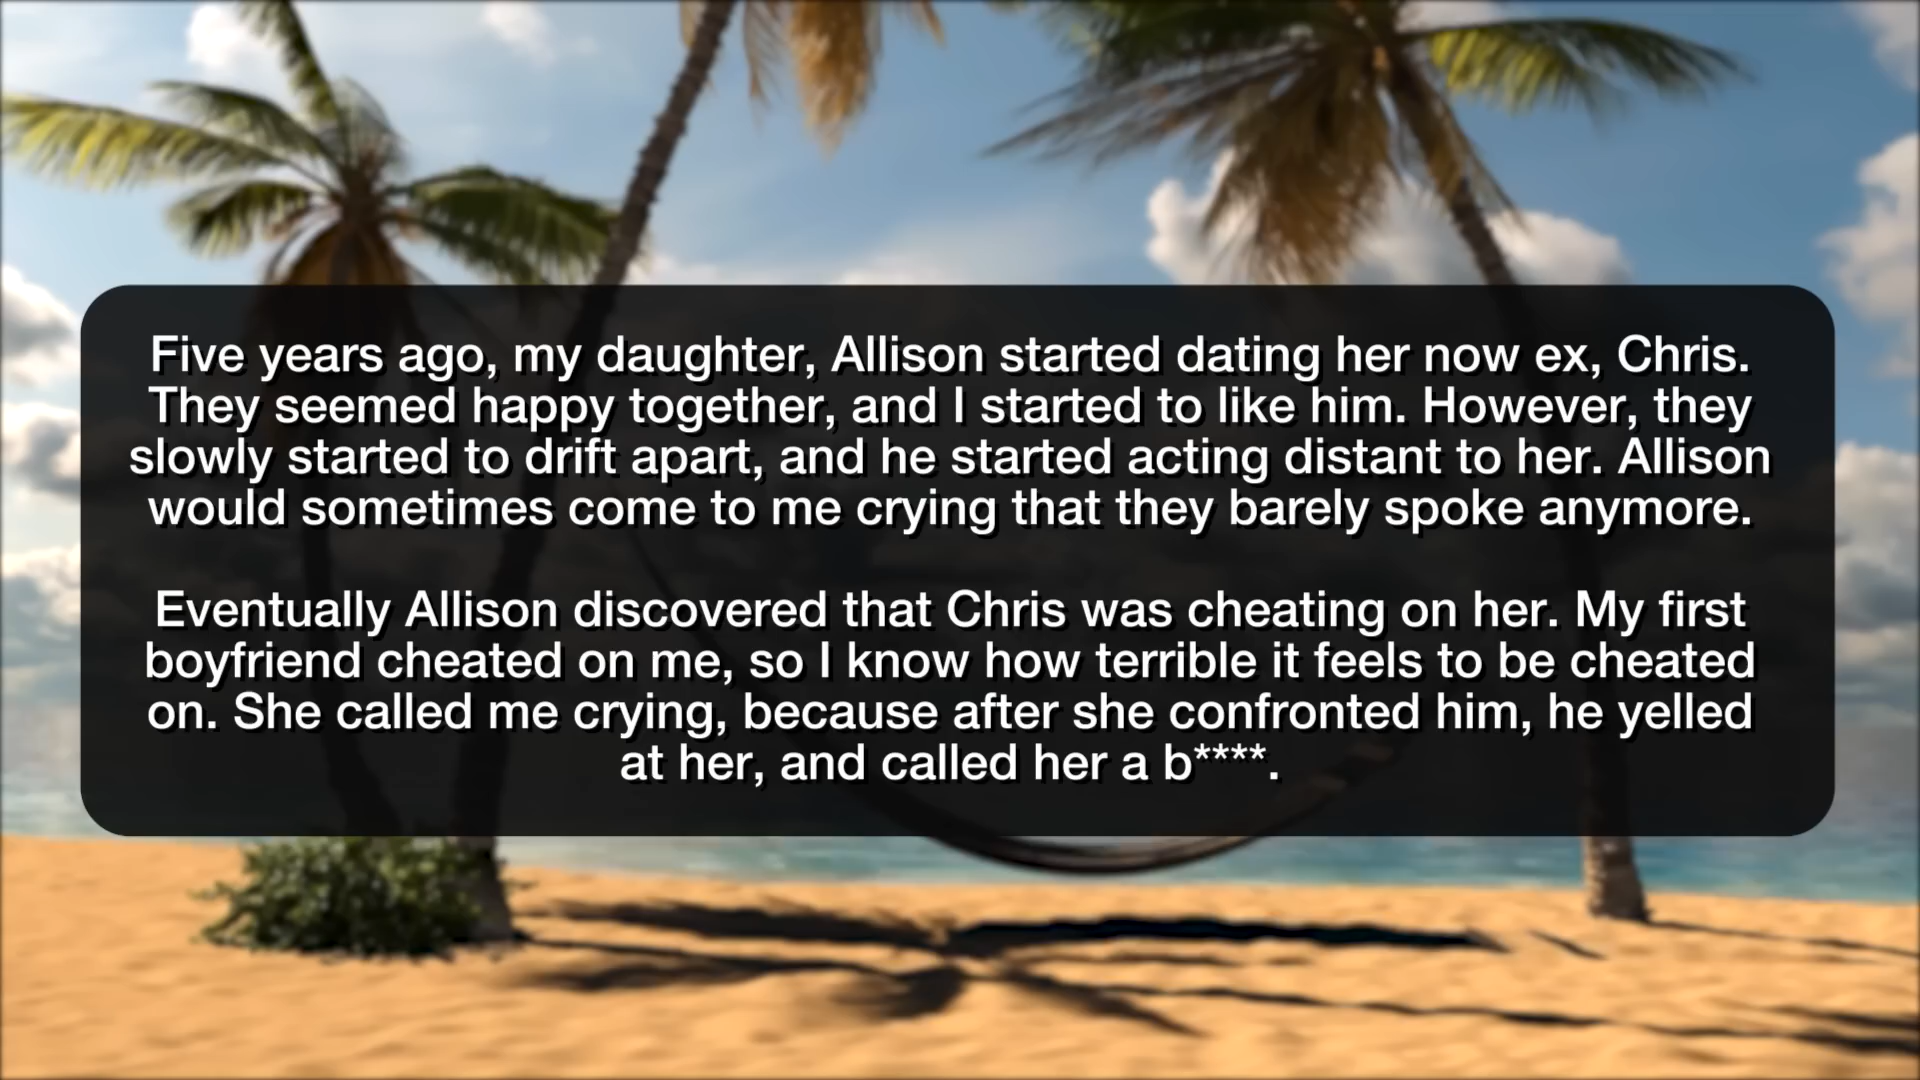 Five years ago, my daughter, Allison started dating her now ex, Chris.
They seemed happy together, and I started to like him. However, they
slowly started to drift apart, and he started acting distant to her. Allison
would sometimes come to me crying that they barely spoke anymore.
Eventually Allison discovered that Chris was cheating on her. My first
boyfriend cheated on me, so I know how terrible it feels to be cheated
on. She called me crying, because after she confronted him, he yelled
at her, and called her a b****.